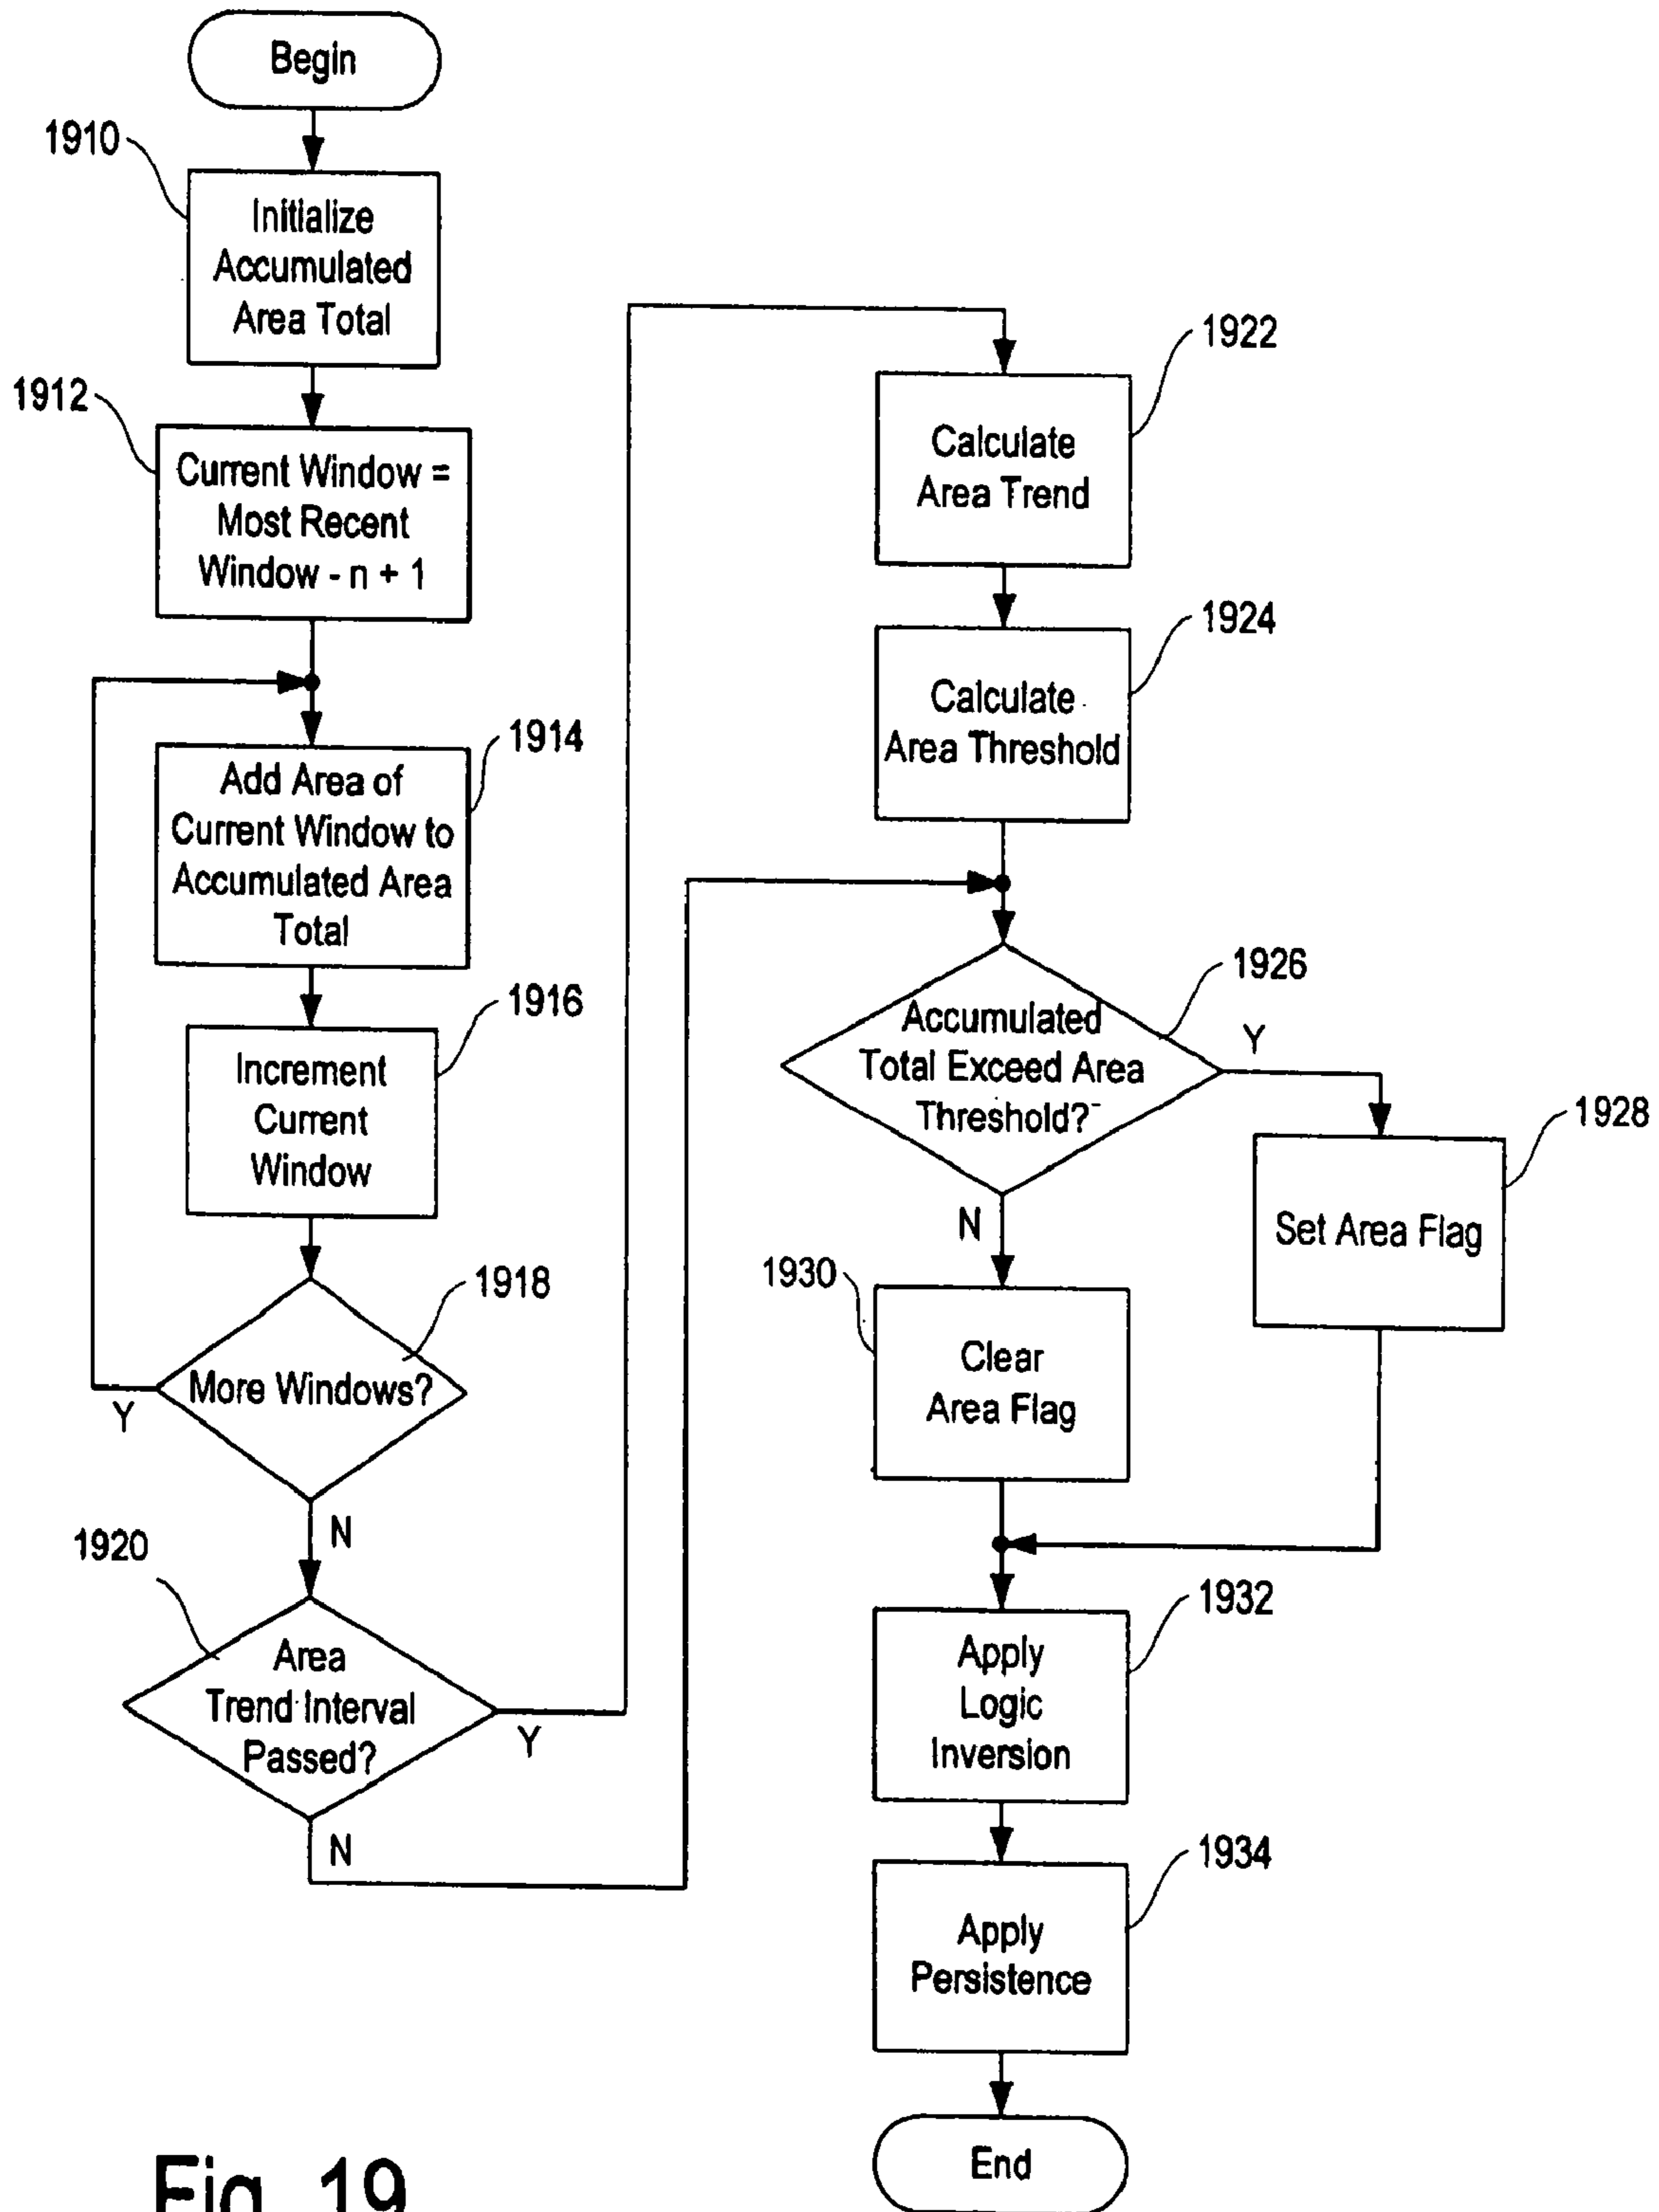 Begin
1910
Initialize
Accumulated
Area Total
1912
Current Window =
Most Recent
Window - n + 1
1914
Add Area of
Current Window to
Accumulated Area
Total
1916
Increment
Current
Window
1918
More Windows?
Y
N
1920
Area
Trend Interval
Passed?
Y
N
1922
Calculate
Area Trend
1924
Calculate
Area Threshold
1926
Accumulated
Total Exceed Area
Threshold?
Y
N
1928
Set Area Flag
1930
Clear
Area Flag
1932
Apply
Logic
Inversion
1934
Apply
Persistence
End
Fig. 19